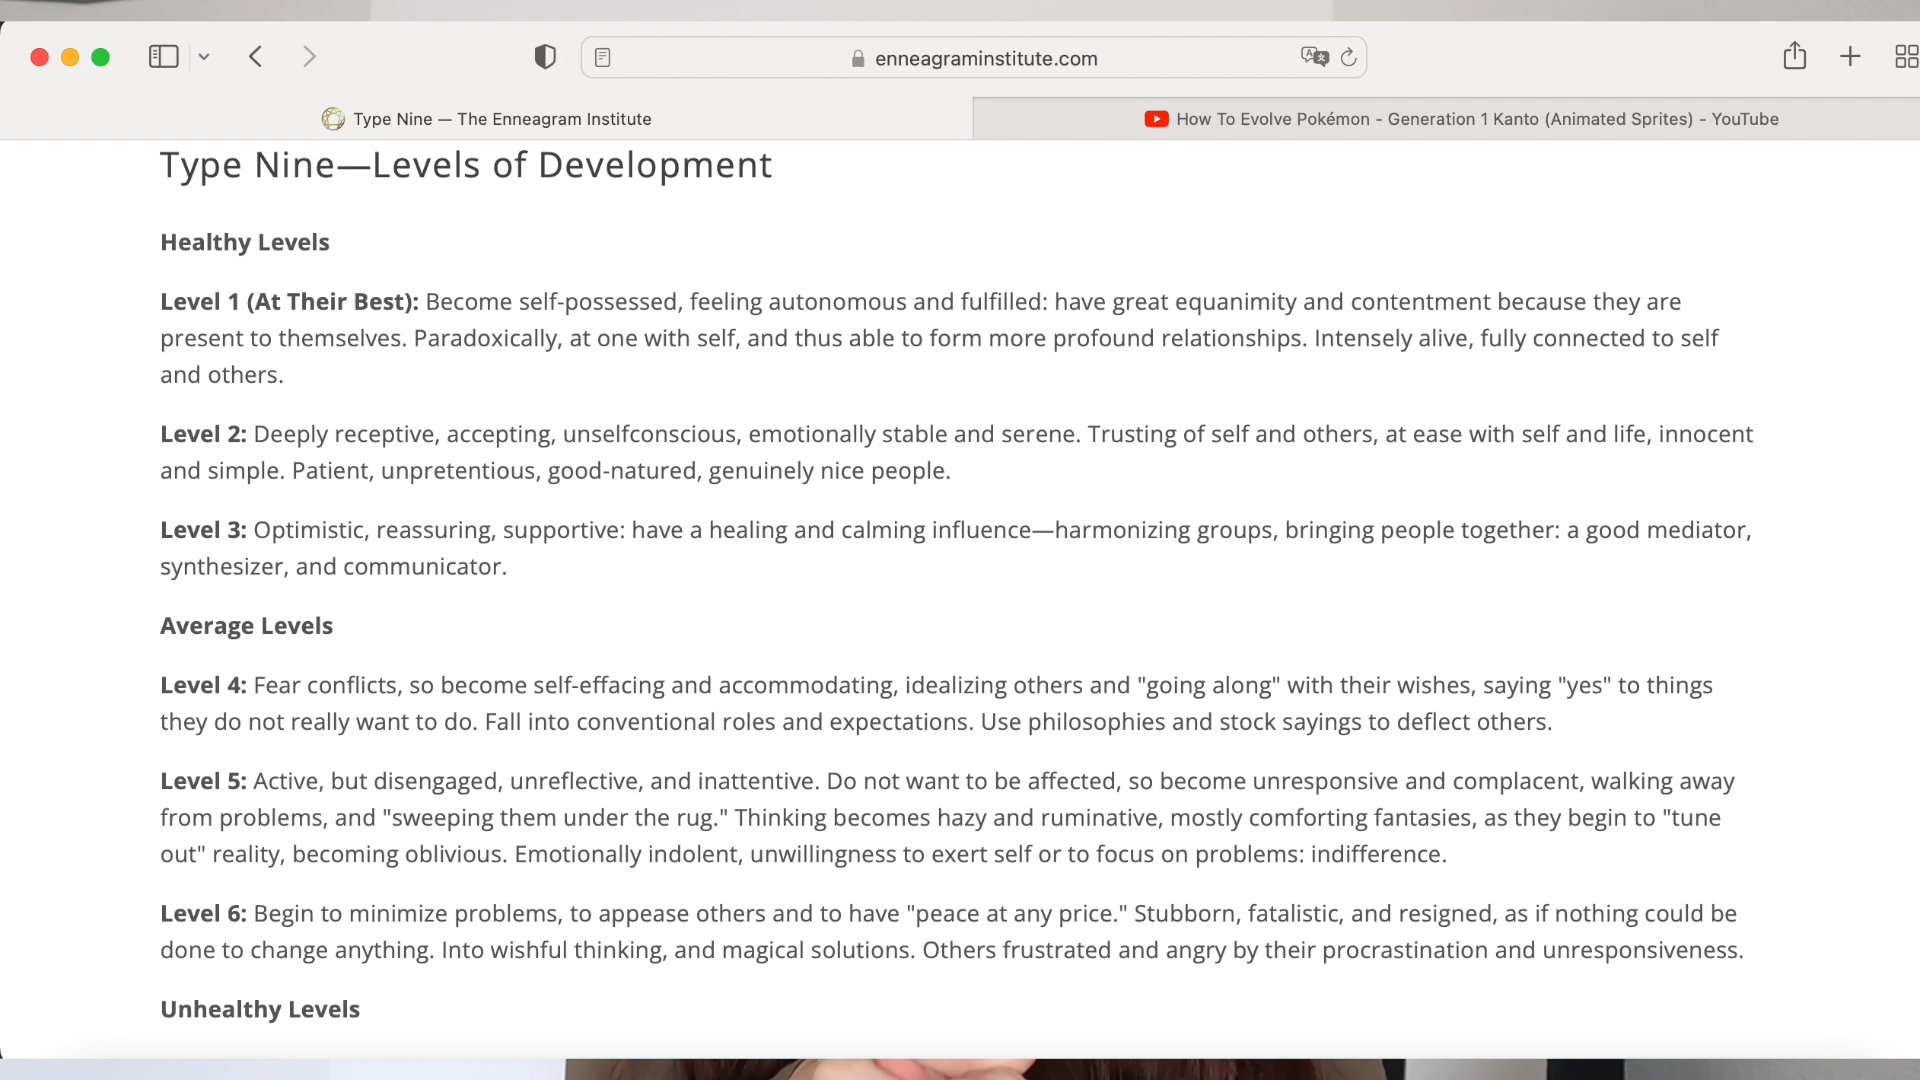 enneagraminstitute.com
Type Nine — The Enneagram Institute
How To Evolve Pokémon - Generation 1 Kanto (Animated Sprites) - YouTube
Type Nine—Levels of Development
Healthy Levels
Level 1 (At Their Best): Become self-possessed, feeling autonomous and fulfilled: have great equanimity and contentment because they are
present to themselves. Paradoxically, at one with self, and thus able to form more profound relationships. Intensely alive, fully connected to self
and others.
Level 2: Deeply receptive, accepting, unselfconscious, emotionally stable and serene. Trusting of self and others, at ease with self and life, innocent
and simple. Patient, unpretentious, good-natured, genuinely nice people.
Level 3: Optimistic, reassuring, supportive: have a healing and calming influence—harmonizing groups, bringing people together: a good mediator,
synthesizer, and communicator.
Average Levels
Level 4: Fear conflicts, so become self-effacing and accommodating, idealizing others and "going along" with their wishes, saying "yes" to things
they do not really want to do. Fall into conventional roles and expectations. Use philosophies and stock sayings to deflect others.
Level 5: Active, but disengaged, unreflective, and inattentive. Do not want to be affected, so become unresponsive and complacent, walking away
from problems, and "sweeping them under the rug." Thinking becomes hazy and ruminative, mostly comforting fantasies, as they begin to "tune
out" reality, becoming oblivious. Emotionally indolent, unwillingness to exert self or to focus on problems: indifference.
Level 6: Begin to minimize problems, to appease others and to have "peace at any price." Stubborn, fatalistic, and resigned, as if nothing could be
done to change anything. Into wishful thinking, and magical solutions. Others frustrated and angry by their procrastination and unresponsiveness.
Unhealthy Levels